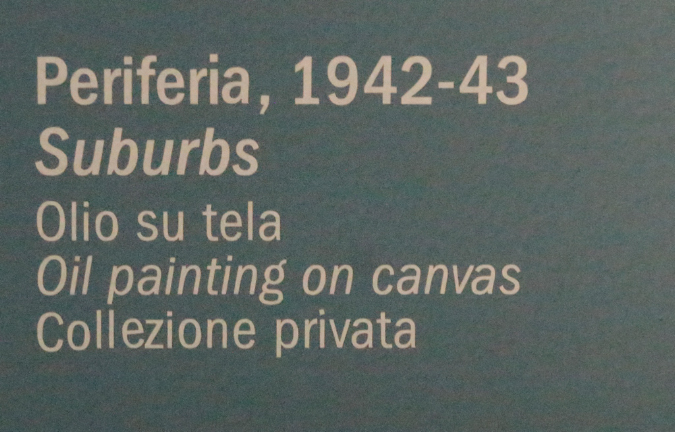 Periferia, 1942-43
Suburbs
Olio su tela
Oil painting on canvas
Collezione privata